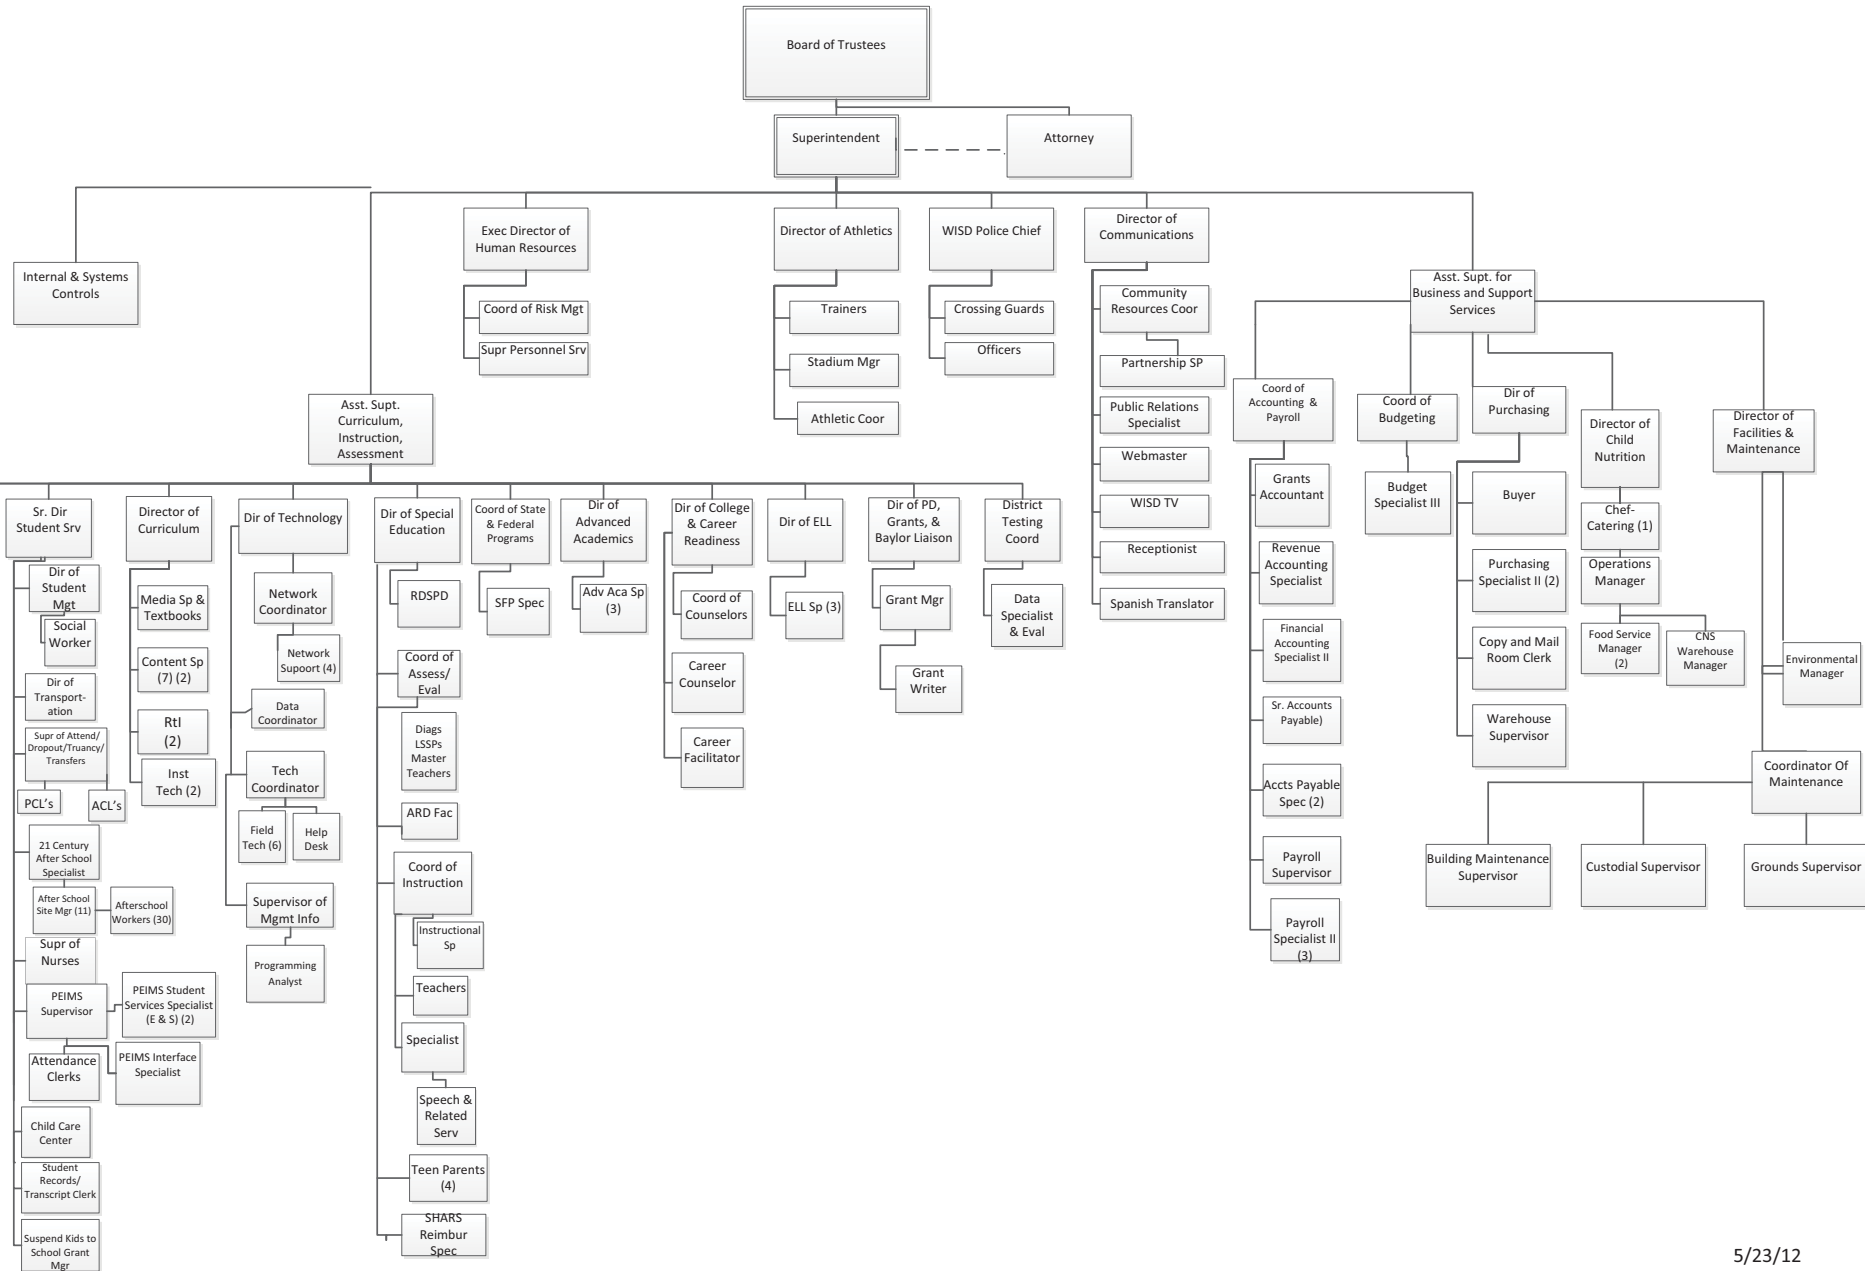 Board of Trustees
Superintendent
Attorney
Internal & Systems
Controls
Exec Director of
Human Resources
Coord of Risk Mgt
Supr Personnel Srv
Director of Athletics
Trainers
Stadium Mgr
Athletic Coor
WISD Police Chief
Crossing Guards
Officers
Director of
Communications
Community
Resources Coor
Partnership SP
Public Relations
Specialist
Webmaster
WISD TV
Receptionist
Spanish Translator
Asst. Supt. for
Business and Support
Services
Coord of
Accounting &
Payroll
Grants
Accountant
Revenue
Accounting
Specialist
Financial
Accounting
Specialist II
Sr. Accounts
Payable)
Accts Payable
Spec (2)
Payroll
Supervisor
Payroll
Specialist II
(3)
Coord of
Budgeting
Budget
Specialist III
Dir of
Purchasing
Buyer
Purchasing
Specialist II (2)
Copy and Mail
Room Clerk
Warehouse
Supervisor
Director of
Child
Nutrition
Chef-
Catering (1)
Operations
Manager
Food Service
Manager
(2)
CNS
Warehouse
Manager
Director of
Facilities &
Maintenance
Environmental
Manager
Coordinator Of
Maintenance
Building Maintenance
Supervisor
Custodial Supervisor
Grounds Supervisor
Asst. Supt.
Curriculum,
Instruction,
Assessment
Sr. Dir
Student Srv
Dir of
Student
Mgt
Social
Worker
Dir of
Transport-
ation
Supr of Attend/
Dropout/Truancy/
Transfers
PCL's
ACL's
21 Century
After School
Specialist
After School
Site Mgr (11)
Afterschool
Workers (30)
Supr of
Nurses
PEIMS
Supervisor
PEIMS Student
Services Specialist
(E & S) (2)
Attendance
Clerks
PEIMS Interface
Specialist
Child Care
Center
Student
Records/
Transcript Clerk
Suspend Kids to
School Grant
Mgr
Director of
Curriculum
Media Sp &
Textbooks
Content Sp
(7) (2)
RtI
(2)
Inst
Tech (2)
Dir of Technology
Network
Coordinator
Network
Support (4)
Data
Coordinator
Tech
Coordinator
Field
Tech (6)
Help
Desk
Supervisor of
Mgmt Info
Programming
Analyst
Dir of Special
Education
RDSPD
Coord of
Assess/
Eval
Diags
LSSPs
Master
Teachers
ARD Fac
Coord of
Instruction
Instructional
Sp
Teachers
Specialist
Speech &
Related
Serv
Teen Parents
(4)
SHARS
Reimbur
Spec
Coord of State
& Federal
Programs
SFP Spec
Dir of
Advanced
Academics
Adv Aca Sp
(3)
Dir of College
& Career
Readiness
Coord of
Counselors
Career
Counselor
Career
Facilitator
Dir of ELL
ELL Sp (3)
Dir of PD,
Grants, &
Baylor Liaison
Grant Mgr
Grant
Writer
District
Testing
Coord
Data
Specialist
& Eval
5/23/12